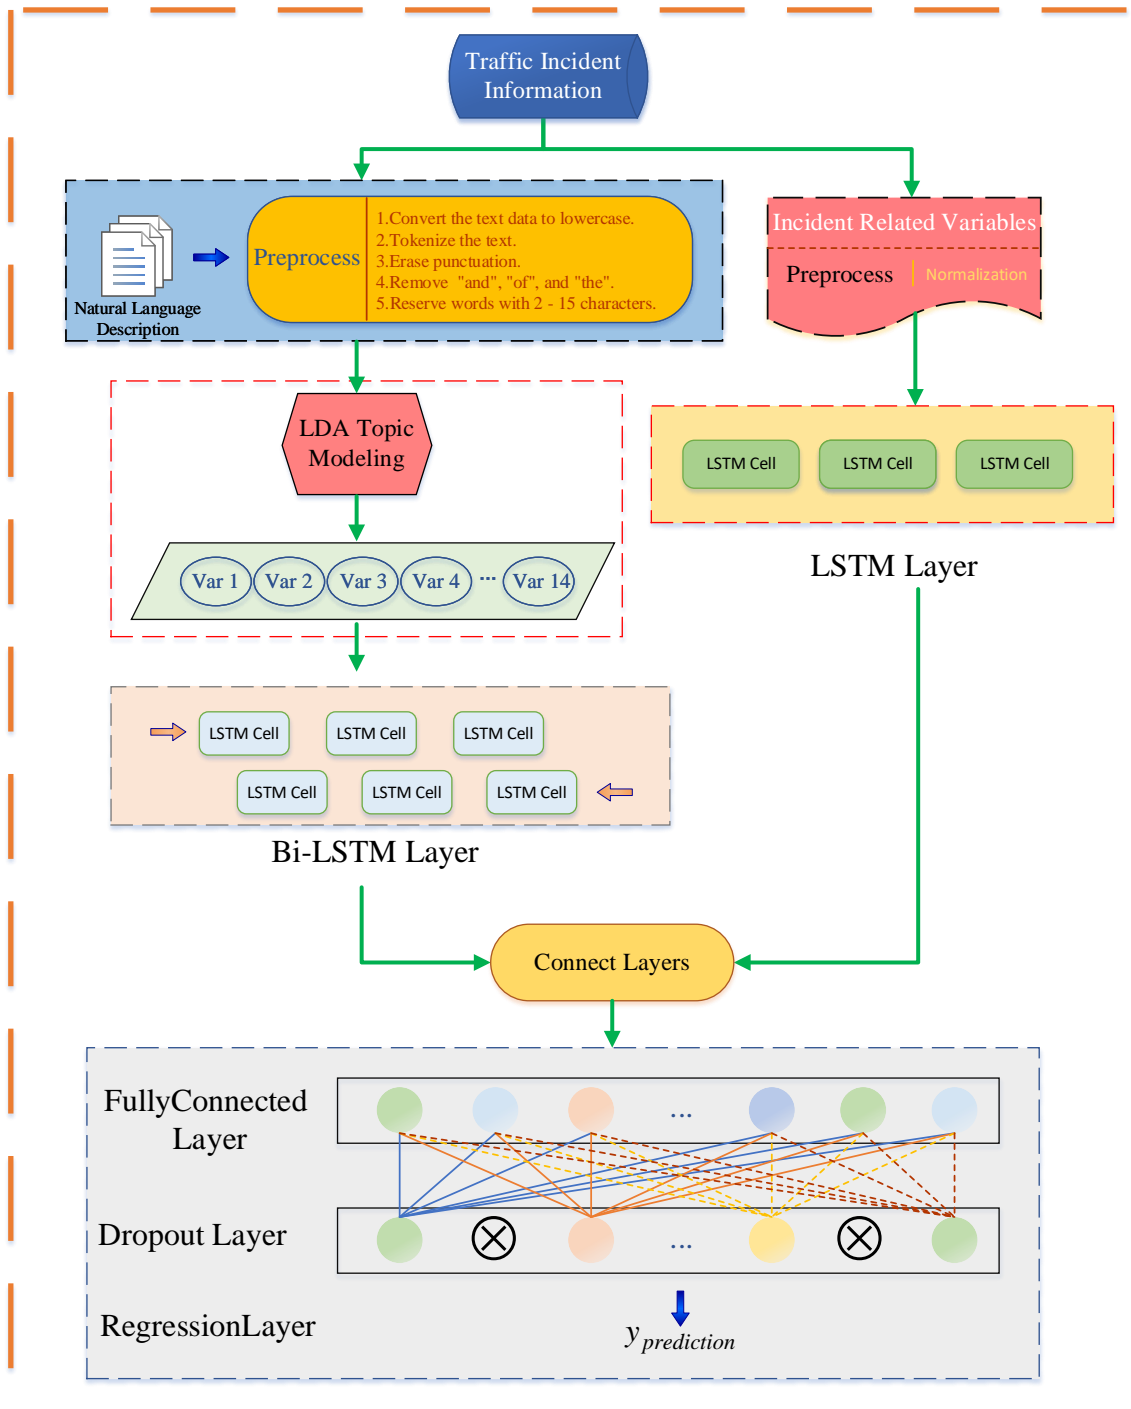 Traffic Incident
Information
Natural Language
Description
Preprocess
1.Convert the text data to lowercase.
2.Tokenize the text.
3.Erase punctuation.
4.Remove "and", "of", and "the".
5.Reserve words with 2 - 15 characters.
Incident Related Variables
Preprocess
Normalization
LDA Topic
Modeling
Var 1 Var 2 Var 3 Var 4 ... Var 14
LSTM Cell LSTM Cell LSTM Cell
LSTM Layer
LSTM Cell LSTM Cell LSTM Cell
LSTM Cell LSTM Cell LSTM Cell
Bi-LSTM Layer
Connect Layers
FullyConnected
Layer
...
Dropout Layer
...
RegressionLayer
y prediction